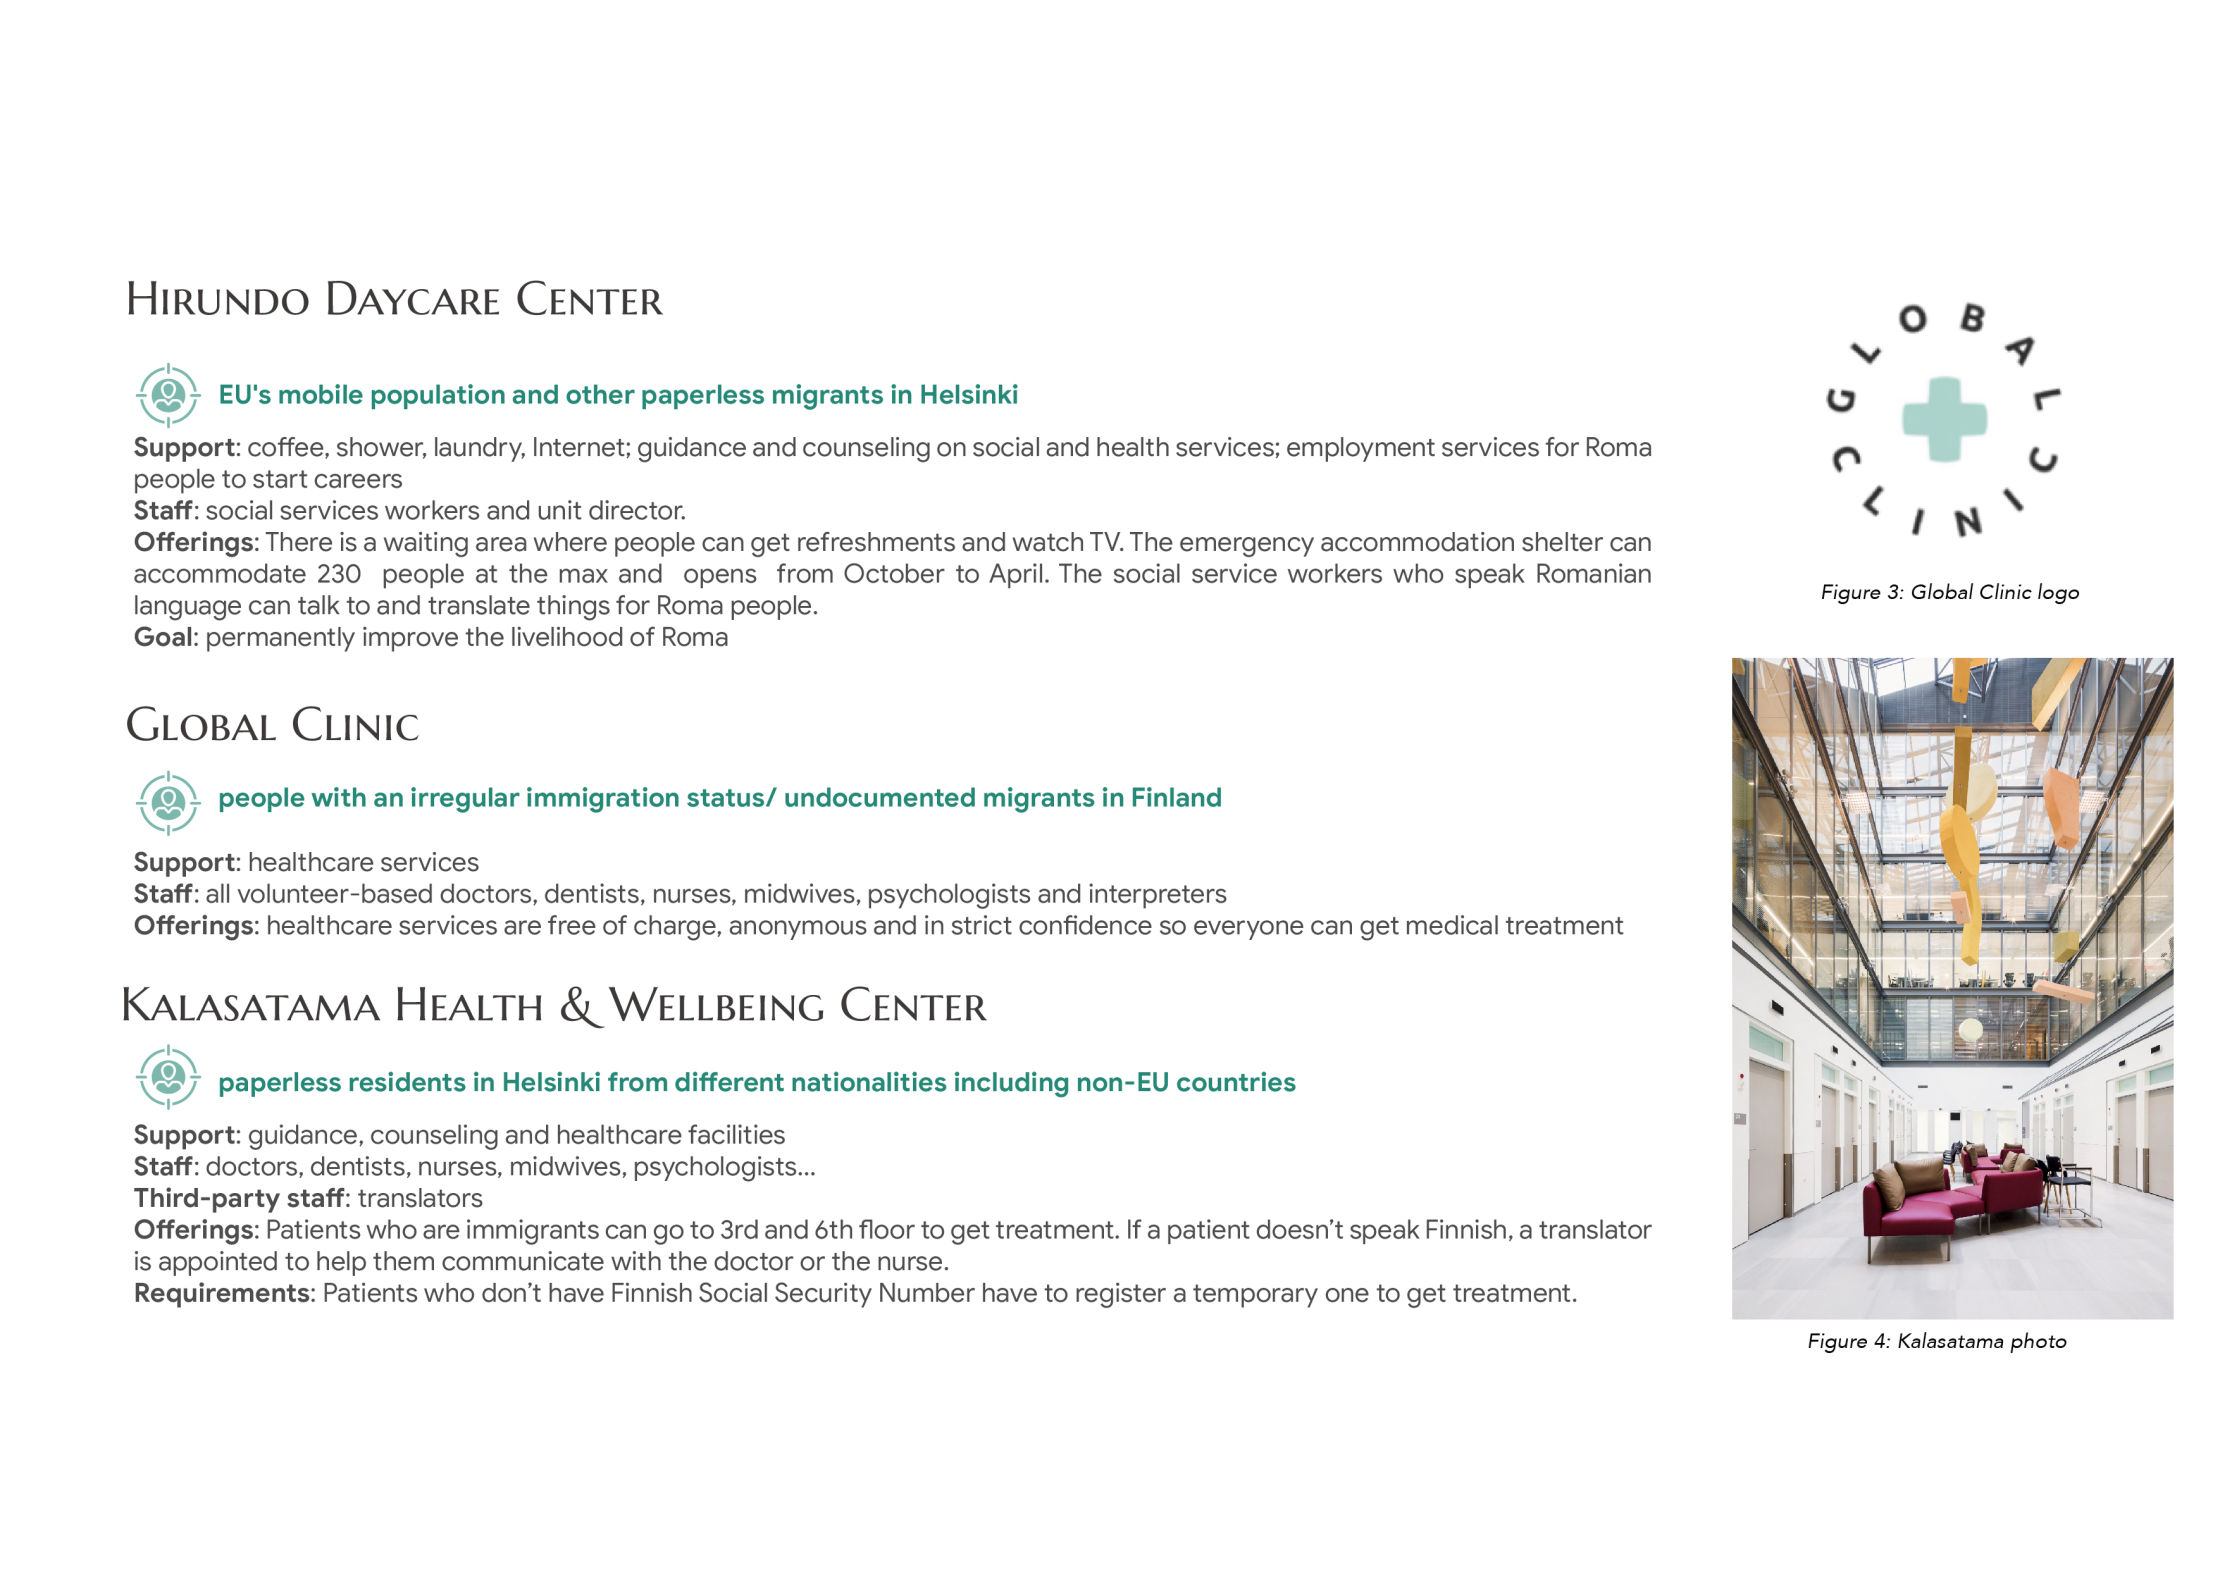 Hirundo Daycare Center
EU's mobile population and other paperless migrants in Helsinki
Support: coffee, shower, laundry, Internet; guidance and counseling on social and health services; employment services for Roma
people to start careers
Staff: social services workers and unit director.
Offerings: There is a waiting area where people can get refreshments and watch TV. The emergency accommodation shelter can
accommodate 230 people at the max and opens from October to April. The social service workers who speak Romanian
language can talk to and translate things for Roma people.
Goal: permanently improve the livelihood of Roma
Global Clinic
people with an irregular immigration status/ undocumented migrants in Finland
Support: healthcare services
Staff: all volunteer-based doctors, dentists, nurses, midwives, psychologists and interpreters
Offerings: healthcare services are free of charge, anonymous and in strict confidence so everyone can get medical treatment
Kalasatama Health & Wellbeing Center
paperless residents in Helsinki from different nationalities including non-EU countries
Support: guidance, counseling and healthcare facilities
Staff: doctors, dentists, nurses, midwives, psychologists...
Third-party staff: translators
Offerings: Patients who are immigrants can go to 3rd and 6th floor to get treatment. If a patient doesn’t speak Finnish, a translator
is appointed to help them communicate with the doctor or the nurse.
Requirements: Patients who don’t have Finnish Social Security Number have to register a temporary one to get treatment.
GLOBAL
CLINIC
Figure 3: Global Clinic logo
Figure 4: Kalasatama photo